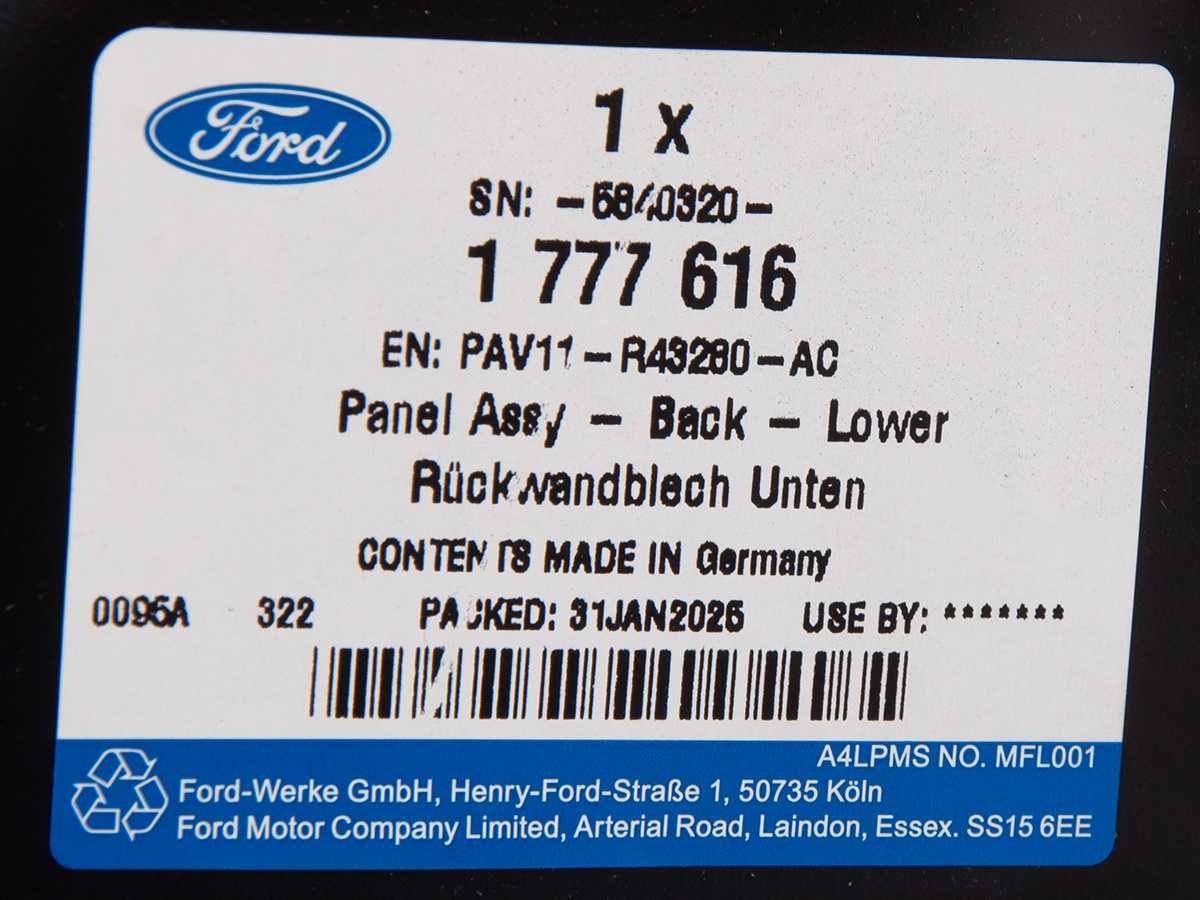 Ford
1 x
SN: -5840320-
1 777 616
EN: PAV11-R43280-AC
Panel Assy - Back - Lower
Rückwandblech Unten
CONTENTS MADE IN Germany
0095A 322 PACKED: 31JAN2025 USE BY: *******
A4LPMS NO. MFL001
Ford-Werke GmbH, Henry-Ford-Straße 1, 50735 Köln
Ford Motor Company Limited, Arterial Road, Laindon, Essex. SS15 6EE